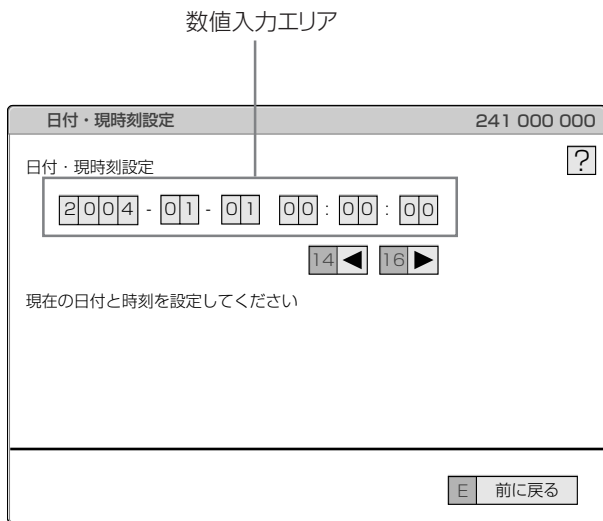 数値入力エリア
日付・現時刻設定 241 000 000
日付・現時刻設定 ?
2004 - 01 - 01 00 : 00 : 00
14 ◀ 16 ▶
現在の日付と時刻を設定してください
E 前に戻る